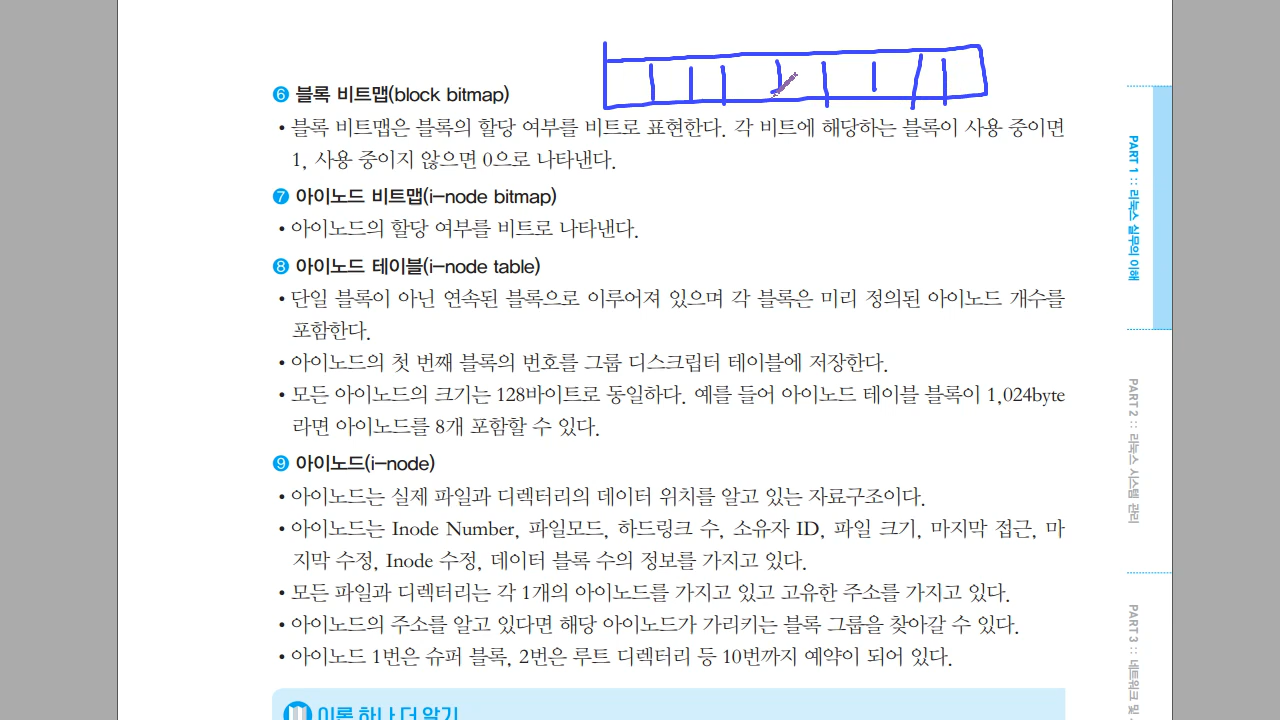 ❻ 블록 비트맵(block bitmap)
• 블록 비트맵은 블록의 할당 여부를 비트로 표현한다. 각 비트에 해당하는 블록이 사용 중이면
1, 사용 중이지 않으면 0으로 나타낸다.
❼ 아이노드 비트맵(i-node bitmap)
• 아이노드의 할당 여부를 비트로 나타낸다.
❽ 아이노드 테이블(i-node table)
• 단일 블록이 아닌 연속된 블록으로 이루어져 있으며 각 블록은 미리 정의된 아이노드 개수를
포함한다.
• 아이노드의 첫 번째 블록의 번호를 그룹 디스크립터 테이블에 저장한다.
• 모든 아이노드의 크기는 128바이트로 동일하다. 예를 들어 아이노드 테이블 블록이 1,024byte
라면 아이노드를 8개 포함할 수 있다.
❾ 아이노드(i-node)
• 아이노드는 실제 파일과 디렉터리의 데이터 위치를 알고 있는 자료구조이다.
• 아이노드는 Inode Number, 파일모드, 하드링크 수, 소유자 ID, 파일 크기, 마지막 접근, 마
지막 수정, Inode 수정, 데이터 블록 수의 정보를 가지고 있다.
• 모든 파일과 디렉터리는 각 1개의 아이노드를 가지고 있고 고유한 주소를 가지고 있다.
• 아이노드의 주소를 알고 있다면 해당 아이노드가 가리키는 블록 그룹을 찾아갈 수 있다.
• 아이노드 1번은 슈퍼 블록, 2번은 루트 디렉터리 등 10번까지 예약이 되어 있다.
이론 하나 더 알기
PART 1 :: 리눅스 실무의 이해
PART 2 :: 리눅스 시스템 관리
PART 3 :: 네트워크 및